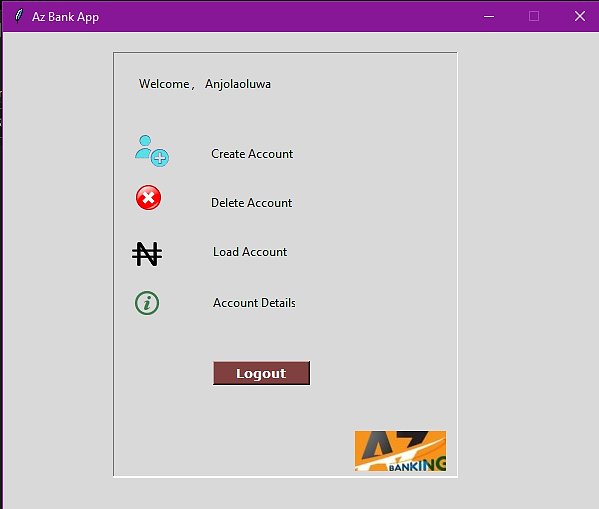 Az Bank App
Welcome, Anjolaoluwa
Create Account
Delete Account
Load Account
Account Details
Logout
AZ
BANKING